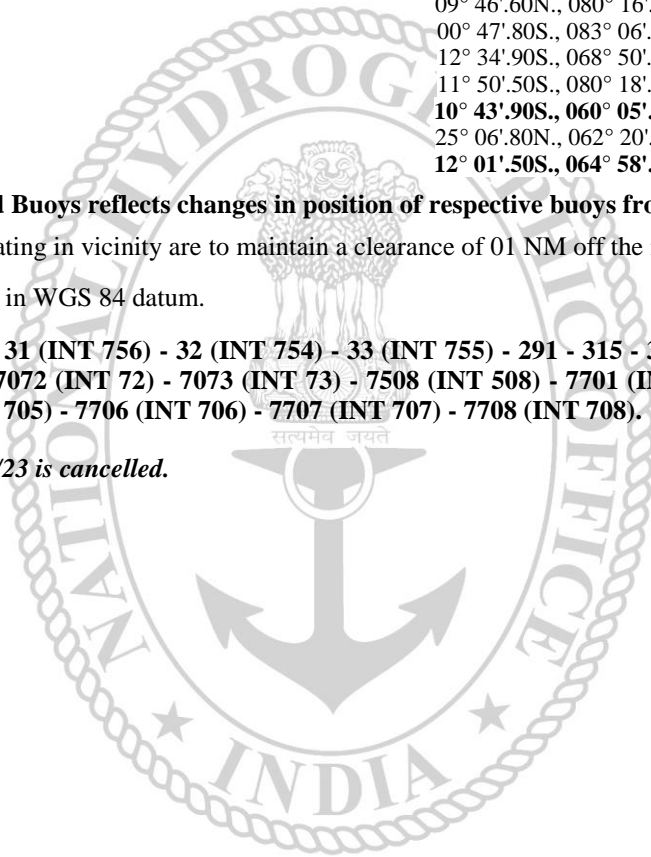 09° 46'.60N., 080° 16'.
00° 47'.80S., 083° 06'.
12° 34'.90S., 068° 50'.
11° 50'.50S., 080° 18'.
10° 43'.90S., 060° 05'.
25° 06'.80N., 062° 20'.
12° 01'.50S., 064° 58'.
Buoys reflects changes in position of respective buoys fro
ating in vicinity are to maintain a clearance of 01 NM off the
in WGS 84 datum.
31 (INT 756) - 32 (INT 754) - 33 (INT 755) - 291 - 315 - 3
7072 (INT 72) - 7073 (INT 73) - 7508 (INT 508) - 7701 (IN
705) - 7706 (INT 706) - 7707 (INT 707) - 7708 (INT 708).
/23 is cancelled.
NATIONAL HYDROGRAPHIC OFFICE
सत्यमेव जयते
INDIA